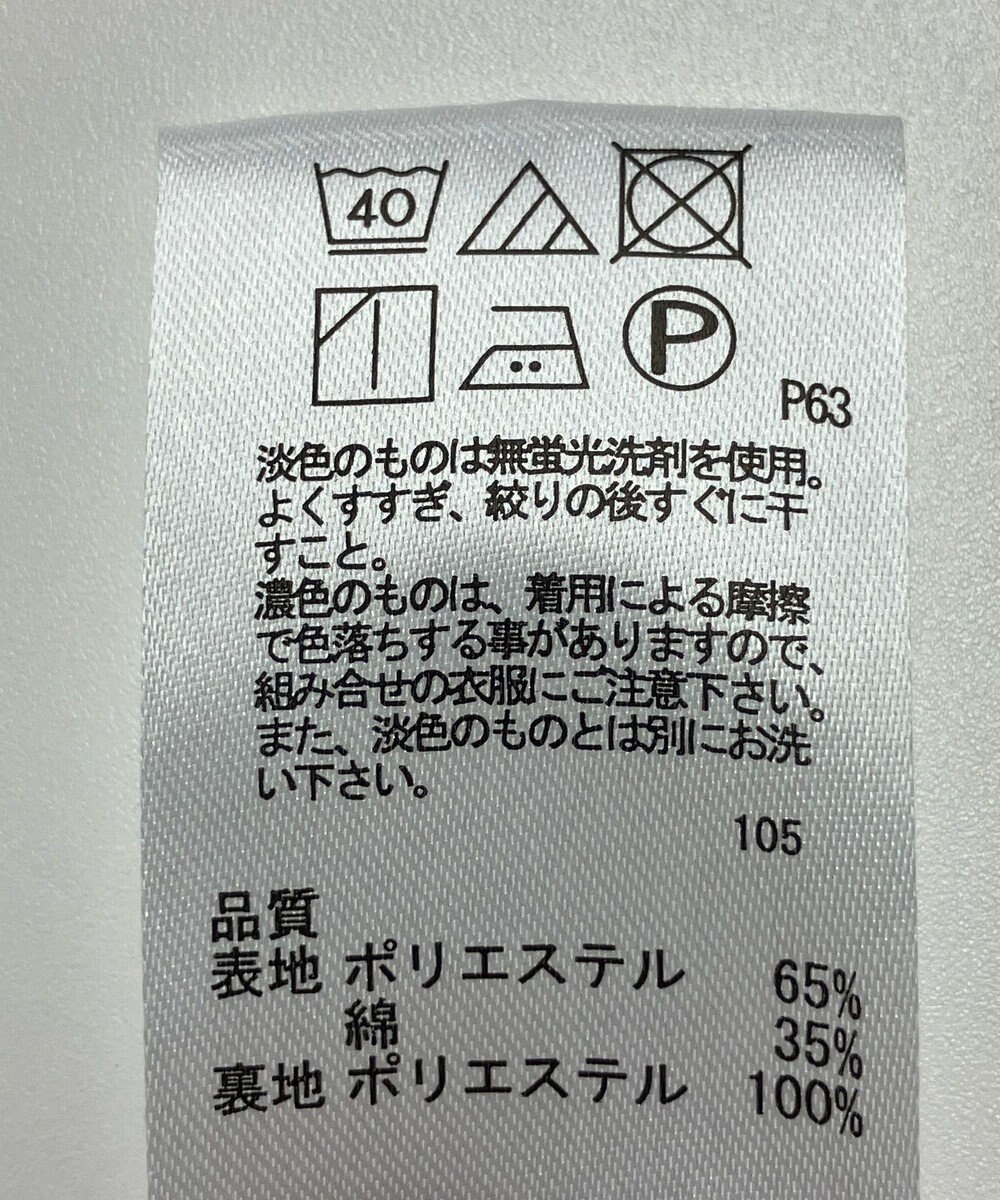 40
P
P63
淡色のものは無蛍光洗剤を使用。
よくすすぎ、絞りの後すぐに干
すこと。
濃色のものは、着用による摩擦
で色落ちする事がありますので、
組み合せの衣服にご注意下さい。
また、淡色のものとは別にお洗
い下さい。
105
品質
表地 ポリエステル 65%
綿 35%
裏地 ポリエステル 100%